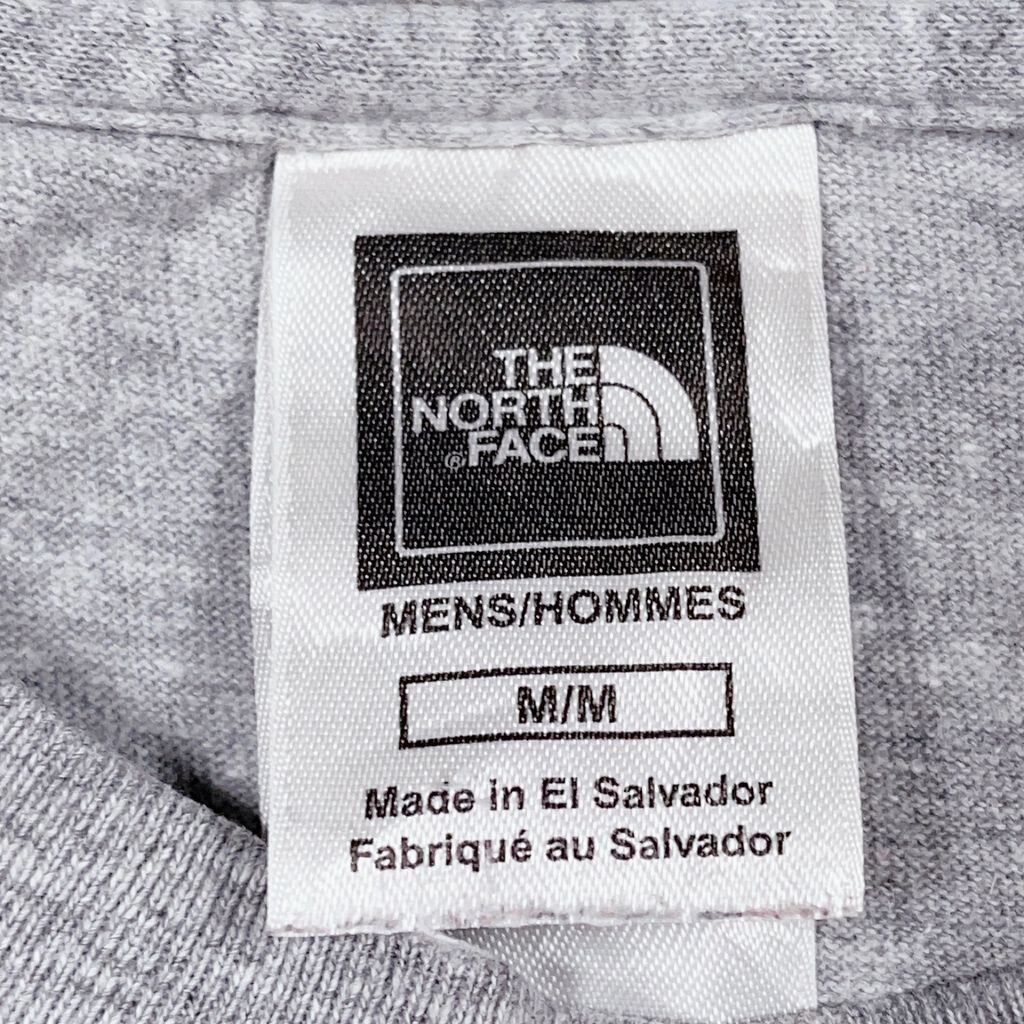 THE
NORTH
®FACE
MENS/HOMMES
M/M
Made in El Salvador
Fabriqué au Salvador